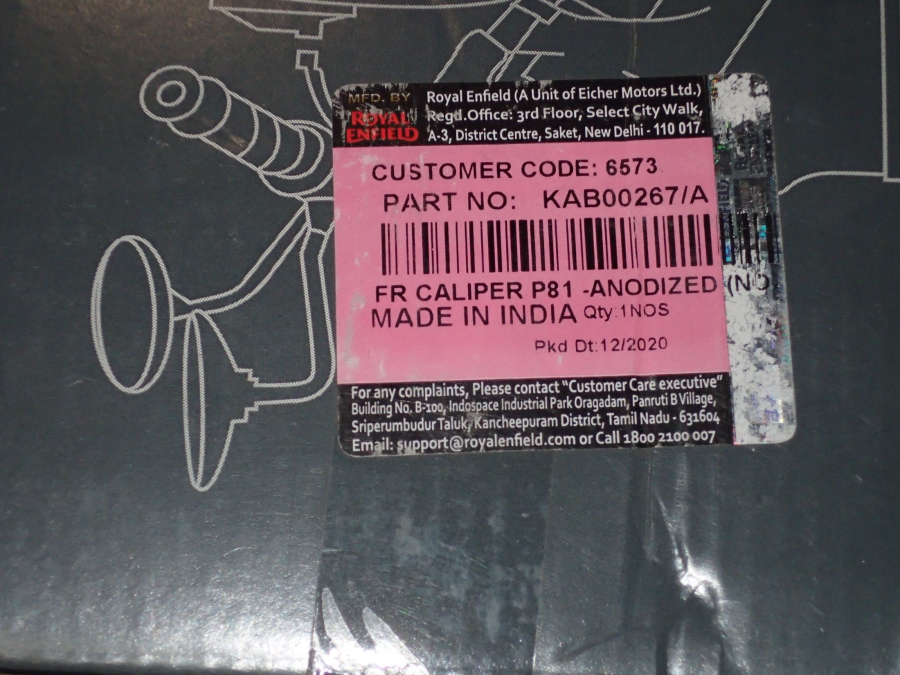 MFD. BY
ROYAL
ENFIELD
Royal Enfield (A Unit of Eicher Motors Ltd.)
Regd.Office: 3rd Floor, Select City Walk,
A-3, District Centre, Saket, New Delhi - 110 017.
CUSTOMER CODE: 6573
PART NO: KAB00267/A
FR CALIPER P81 -ANODIZED (NO
MADE IN INDIA Qty:1NOS
Pkd Dt:12/2020
For any complaints, Please contact "Customer Care executive"
Building No. B-100, Indospace Industrial Park Oragadam, Panruti B Village,
Sriperumbudur Taluk, Kancheepuram District, Tamil Nadu - 631604
Email: support@royalenfield.com or Call 1800 2100 007